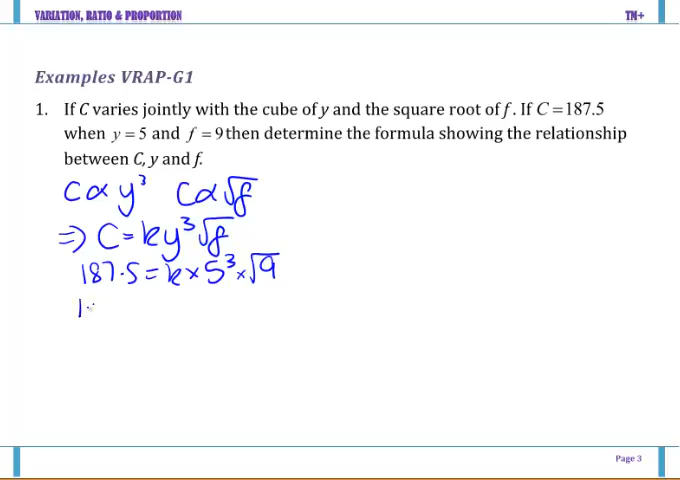 VARIATION, RATIO & PROPORTION TM+
Examples VRAP-G1
1. If C varies jointly with the cube of y and the square root of f . If C = 187.5
when y = 5 and f = 9 then determine the formula showing the relationship
between C, y and f.
C ∝ y³ C ∝ √f
⇒ C = ky³√f
187.5 = k × 5³ × √9
1
Page 3